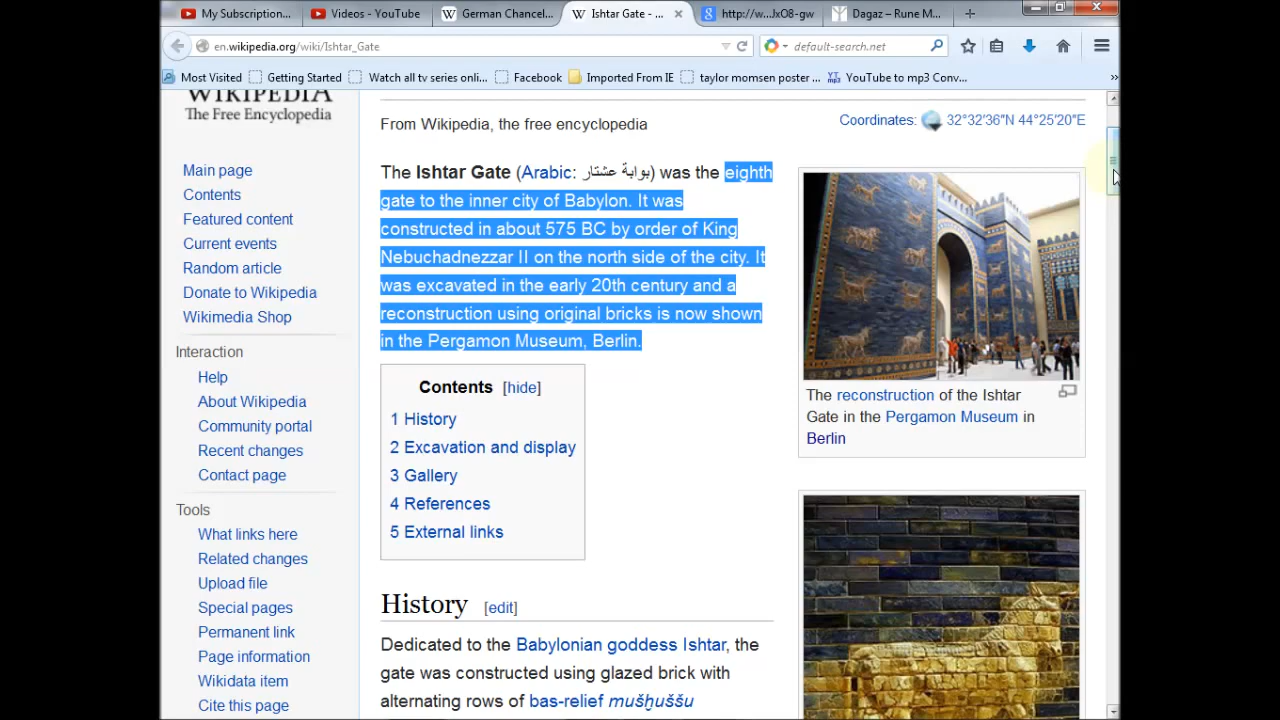 My Subscription...
Videos - YouTube
German Chancel...
Ishtar Gate - ...
http://w...JxO8-gw
Dagaz – Rune M...
en.wikipedia.org/wiki/Ishtar_Gate
default-search.net
Most Visited
Getting Started
Watch all tv series onli...
Facebook
Imported From IE
taylor momsen poster ...
YouTube to mp3 Conv...
WIKIPEDIA
The Free Encyclopedia
Main page
Contents
Featured content
Current events
Random article
Donate to Wikipedia
Wikimedia Shop
Interaction
Help
About Wikipedia
Community portal
Recent changes
Contact page
Tools
What links here
Related changes
Upload file
Special pages
Permanent link
Page information
Wikidata item
Cite this page
From Wikipedia, the free encyclopedia
Coordinates: 32°32′36″N 44°25′20″E
The Ishtar Gate (Arabic: بوابة عشتار) was the eighth
gate to the inner city of Babylon. It was
constructed in about 575 BC by order of King
Nebuchadnezzar II on the north side of the city. It
was excavated in the early 20th century and a
reconstruction using original bricks is now shown
in the Pergamon Museum, Berlin.
Contents [hide]
1 History
2 Excavation and display
3 Gallery
4 References
5 External links
History [edit]
Dedicated to the Babylonian goddess Ishtar, the
gate was constructed using glazed brick with
alternating rows of bas-relief mušḫuššu
The reconstruction of the Ishtar
Gate in the Pergamon Museum in
Berlin